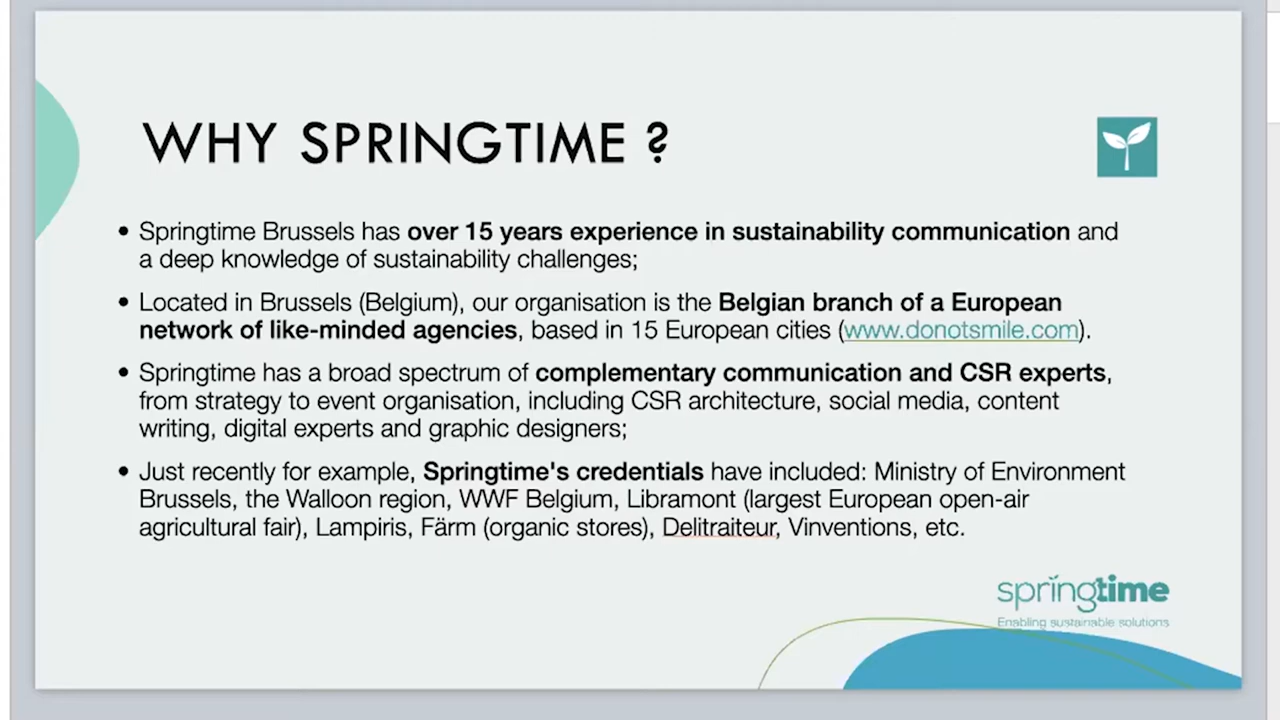 WHY SPRINGTIME ?
• Springtime Brussels has over 15 years experience in sustainability communication and
a deep knowledge of sustainability challenges;
• Located in Brussels (Belgium), our organisation is the Belgian branch of a European
network of like-minded agencies, based in 15 European cities (www.donotsmile.com).
• Springtime has a broad spectrum of complementary communication and CSR experts,
from strategy to event organisation, including CSR architecture, social media, content
writing, digital experts and graphic designers;
• Just recently for example, Springtime's credentials have included: Ministry of Environment
Brussels, the Walloon region, WWF Belgium, Libramont (largest European open-air
agricultural fair), Lampiris, Färm (organic stores), Delitraiteur, Vinventions, etc.
springtime
Enabling sustainable solutions